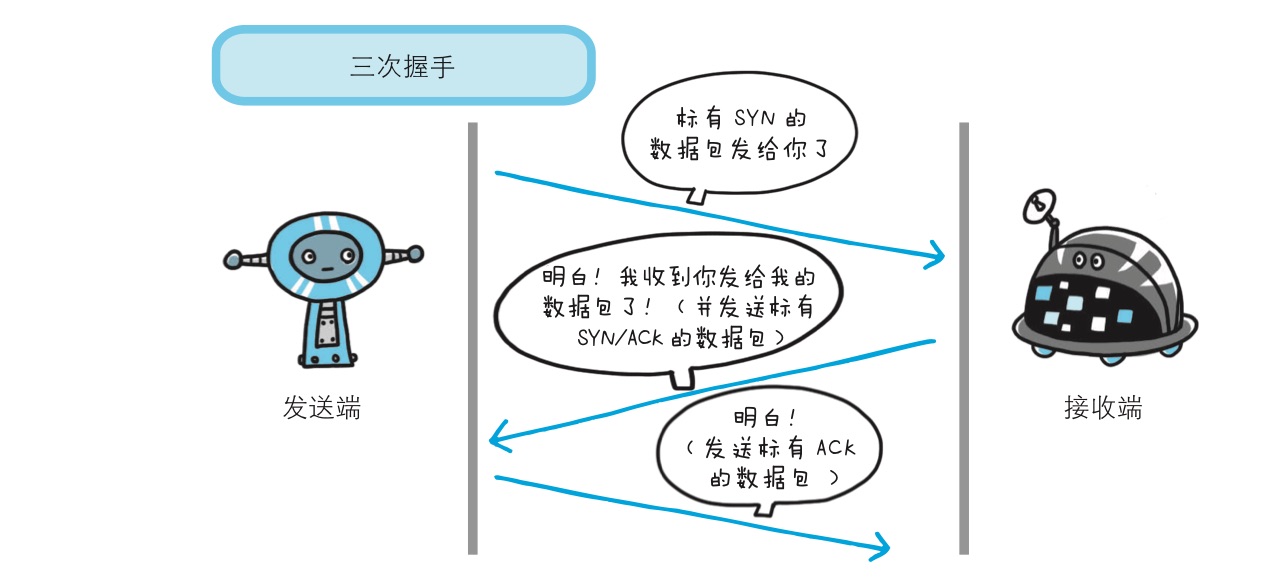 三次握手
标有 SYN 的
数据包发给你了
明白！我收到你发给我的
数据包了！（并发送标有
SYN/ACK 的数据包）
发送端
接收端
明白！
（发送标有 ACK
的数据包 ）